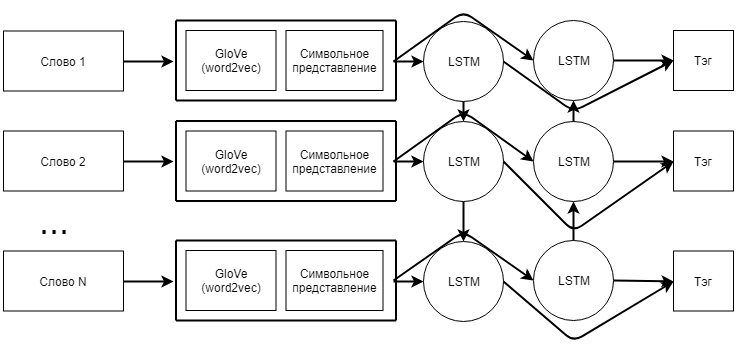 Слово 1
GloVe
(word2vec)
Символьное
представление
LSTM
LSTM
Тэг
Слово 2
GloVe
(word2vec)
Символьное
представление
LSTM
LSTM
Тэг
...
Слово N
GloVe
(word2vec)
Символьное
представление
LSTM
LSTM
Тэг